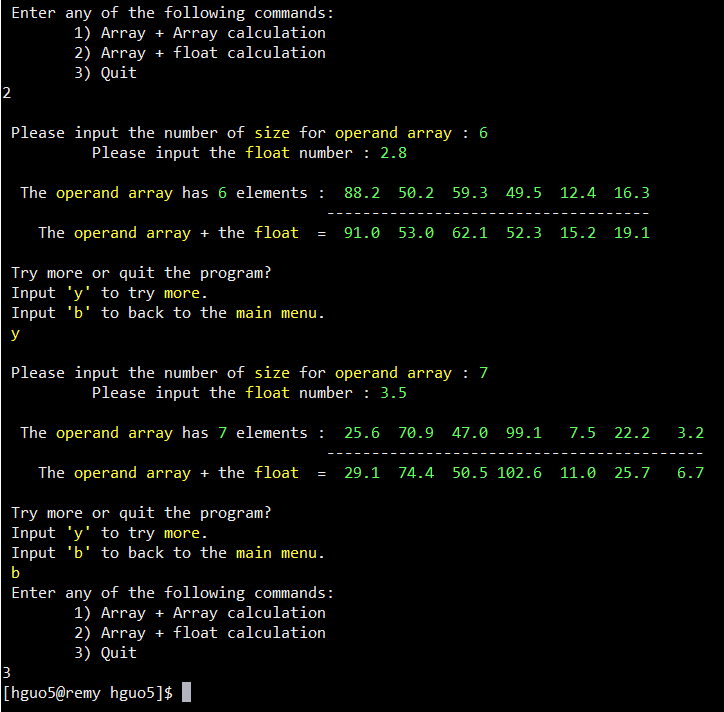 Enter any of the following commands:
1) Array + Array calculation
2) Array + float calculation
3) Quit
2
Please input the number of size for operand array : 6
Please input the float number : 2.8
The operand array has 6 elements : 88.2 50.2 59.3 49.5 12.4 16.3
------------------------------------
The operand array + the float = 91.0 53.0 62.1 52.3 15.2 19.1
Try more or quit the program?
Input 'y' to try more.
Input 'b' to back to the main menu.
y
Please input the number of size for operand array : 7
Please input the float number : 3.5
The operand array has 7 elements : 25.6 70.9 47.0 99.1 7.5 22.2 3.2
------------------------------------------
The operand array + the float = 29.1 74.4 50.5 102.6 11.0 25.7 6.7
Try more or quit the program?
Input 'y' to try more.
Input 'b' to back to the main menu.
b
Enter any of the following commands:
1) Array + Array calculation
2) Array + float calculation
3) Quit
3
[hguo5@remy hguo5]$